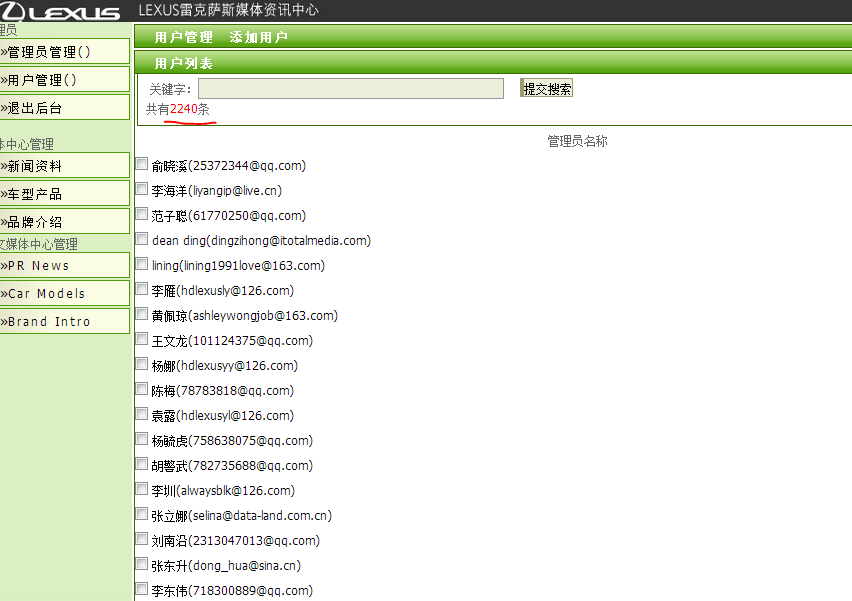 LEXUS LEXUS雷克萨斯媒体资讯中心
理员
»管理员管理()
»用户管理()
»退出后台
体中心管理
»新闻资料
»车型产品
»品牌介绍
文媒体中心管理
»PR News
»Car Models
»Brand Intro
用户管理 添加用户
用户列表
关键字: 提交搜索
共有2240条
管理员名称
俞晓溪(25372344@qq.com)
李海洋(liyangip@live.cn)
范子聪(61770250@qq.com)
dean ding(dingzihong@itotalmedia.com)
lining(lining1991love@163.com)
李雁(hdlexusly@126.com)
黄佩琼(ashleywongjob@163.com)
王文龙(101124375@qq.com)
杨娜(hdlexusyy@126.com)
陈梅(78783818@qq.com)
袁露(hdlexusyl@126.com)
杨毓虎(758638075@qq.com)
胡警武(782735688@qq.com)
李圳(alwaysblk@126.com)
张立娜(selina@data-land.com.cn)
刘南沿(2313047013@qq.com)
张东升(dong_hua@sina.cn)
李东伟(718300889@qq.com)